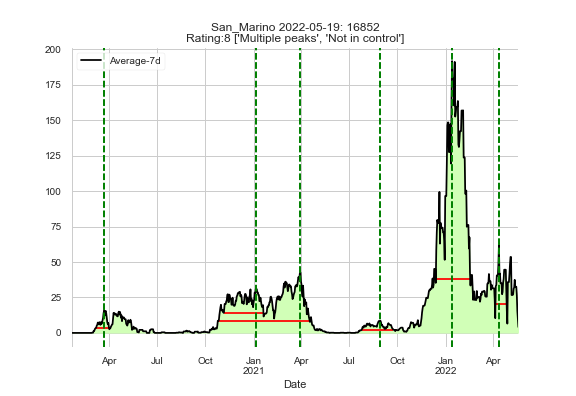 San_Marino 2022-05-19: 16852
Rating:8 ['Multiple peaks', 'Not in control']
Average-7d
200
175
150
125
100
75
50
25
0
Apr Jul Oct Jan Apr Jul Oct Jan Apr
2021 2022
Date